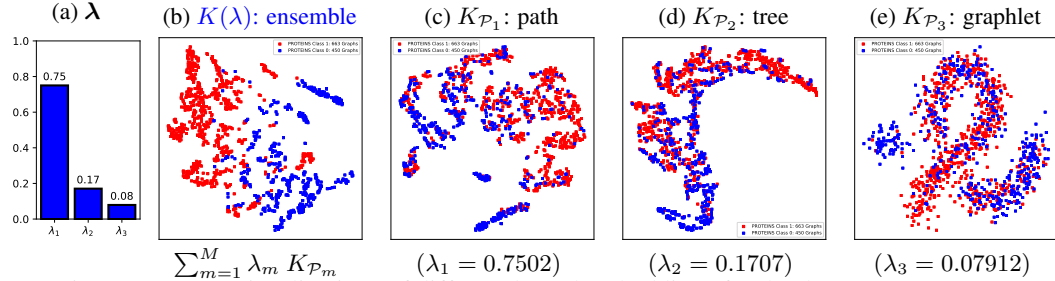 (a) λ
(b) K(λ): ensemble
(c) K_{P_1}: path
(d) K_{P_2}: tree
(e) K_{P_3}: graphlet
1.0
0.8
0.6
0.4
0.2
0.0
0.75
0.17
0.08
λ_1 λ_2 λ_3
PROTEINS Class 1: 663 Graphs
PROTEINS Class 0: 450 Graphs
PROTEINS Class 1: 663 Graphs
PROTEINS Class 0: 450 Graphs
PROTEINS Class 1: 663 Graphs
PROTEINS Class 0: 450 Graphs
PROTEINS Class 1: 663 Graphs
PROTEINS Class 0: 450 Graphs
∑_{m=1}^{M} λ_m K_{P_m}
(λ_1 = 0.7502)
(λ_2 = 0.1707)
(λ_3 = 0.07912)